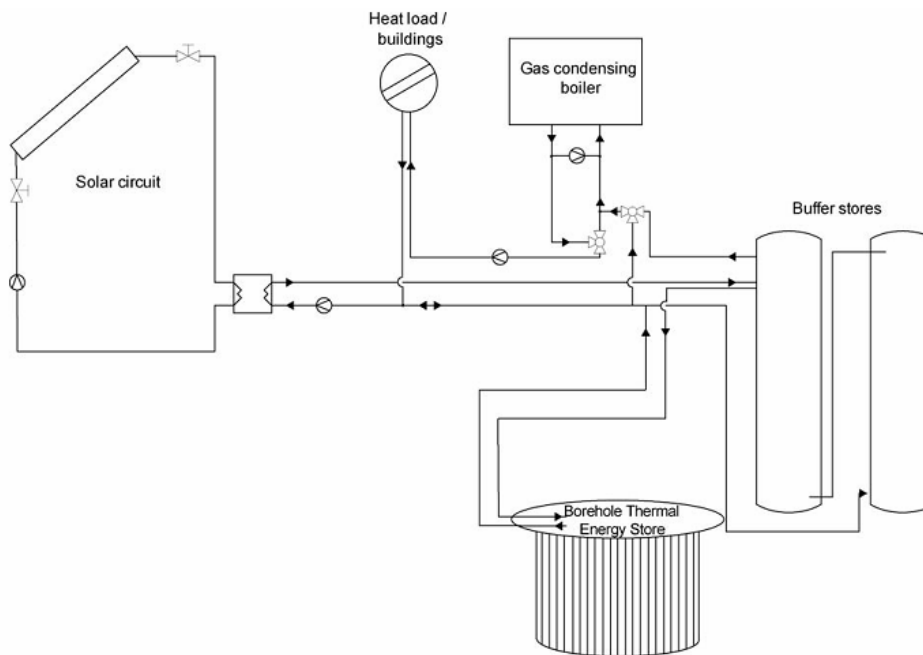 Heat load /
buildings
Gas condensing
boiler
Solar circuit
Buffer stores
Borehole Thermal
Energy Store